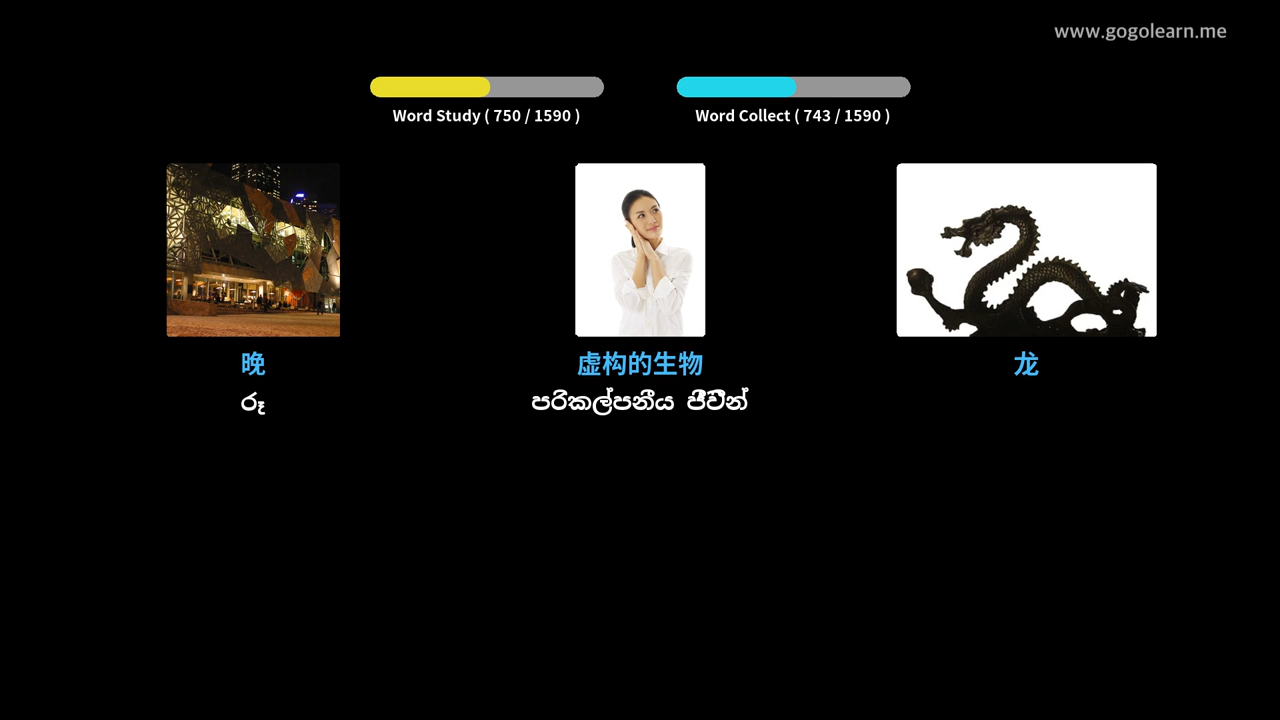 www.gogolearn.me
Word Study ( 750 / 1590 )
Word Collect ( 743 / 1590 )
晚
රූ
虚构的生物
පරිකල්පනීය ජීවීන්
龙